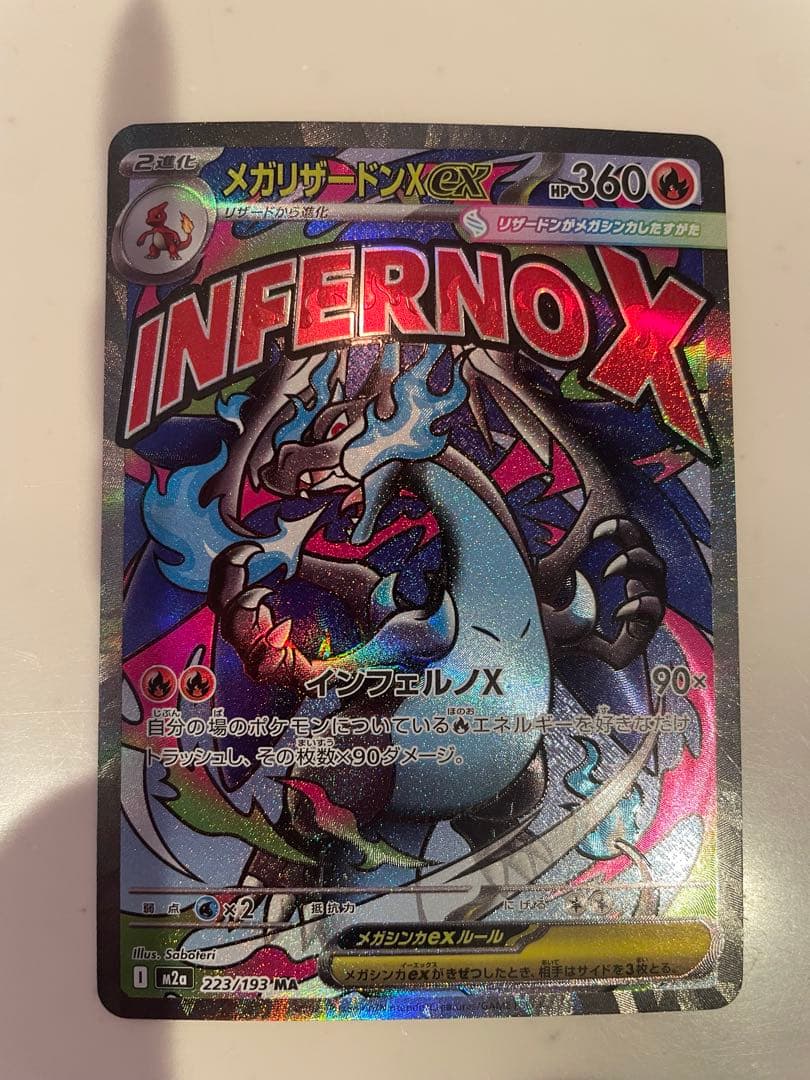 2進化
メガリザードンXex
HP360
リザードから進化
リザードンがメガシンカしたすがた
INFERNO X
インフェルノX 90×
自分の場のポケモンについている エネルギーを好きなだけ
トラッシュし、その枚数×90ダメージ。
弱点 ×2 抵抗力 にげる
Illus. Saboteri
メガシンカexルール
メガシンカexがきぜつしたとき、相手はサイドを3枚とる。
I m2a 223/193 MA